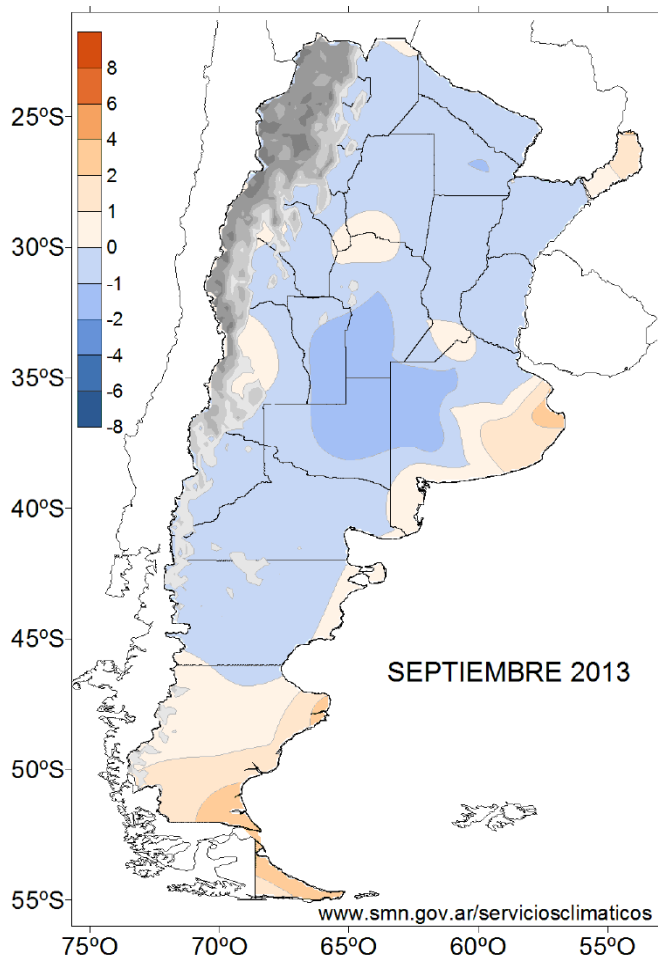 8
6
4
2
1
0
-1
-2
-4
-6
-8
25ºS
30ºS
35ºS
40ºS
45ºS
50ºS
55ºS
SEPTIEMBRE 2013
www.smn.gov.ar/serviciosclimaticos
75ºO 70ºO 65ºO 60ºO 55ºO